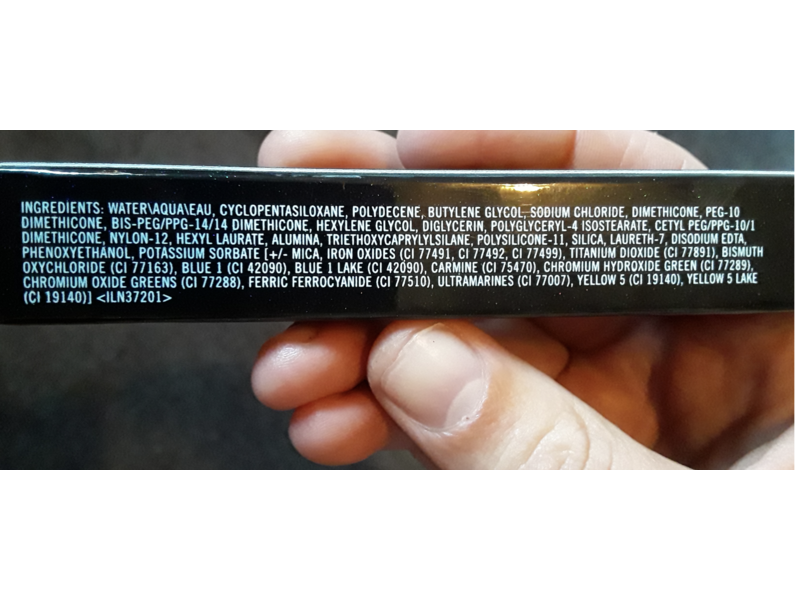 INGREDIENTS: WATER\AQUA\EAU, CYCLOPENTASILOXANE, POLYDECENE, BUTYLENE GLYCOL, SODIUM CHLORIDE, DIMETHICONE, PEG-10
DIMETHICONE, BIS-PEG/PPG-14/14 DIMETHICONE, HEXYLENE GLYCOL, DIGLYCERIN, POLYGLYCERYL-4 ISOSTEARATE, CETYL PEG/PPG-10/1
DIMETHICONE, NYLON-12, HEXYL LAURATE, ALUMINA, TRIETHOXYCAPRYLYLSILANE, POLYSILICONE-11, SILICA, LAURETH-7, DISODIUM EDTA,
PHENOXYETHANOL, POTASSIUM SORBATE [+/- MICA, IRON OXIDES (CI 77491, CI 77492, CI 77499), TITANIUM DIOXIDE (CI 77891), BISMUTH
OXYCHLORIDE (CI 77163), BLUE 1 (CI 42090), BLUE 1 LAKE (CI 42090), CARMINE (CI 75470), CHROMIUM HYDROXIDE GREEN (CI 77289),
CHROMIUM OXIDE GREENS (CI 77288), FERRIC FERROCYANIDE (CI 77510), ULTRAMARINES (CI 77007), YELLOW 5 (CI 19140), YELLOW 5 LAKE
(CI 19140)] <ILN37201>